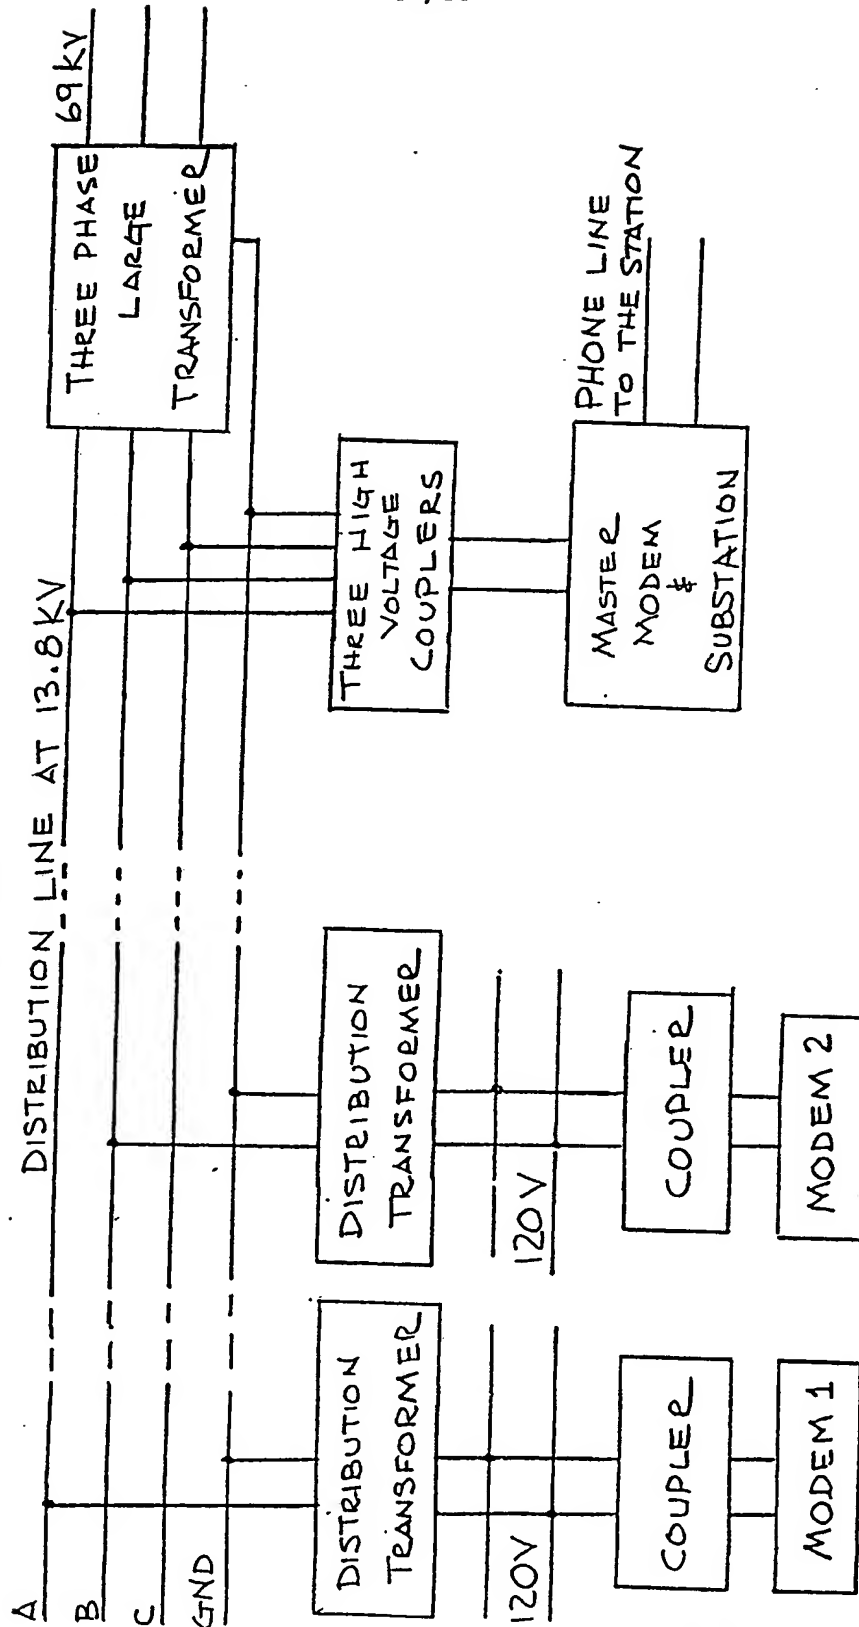 DISTRIBUTION LINE AT 13.8KV
69KV
A
B
C
GND
THREE PHASE
LARGE
TRANSFORMER
DISTRIBUTION
TRANSFORMER
DISTRIBUTION
TRANSFORMER
THREE HIGH
VOLTAGE
COUPLERS
PHONE LINE
TO THE STATION
120V
120V
COUPLER
COUPLER
MASTER
MODEM
&
SUBSTATION
MODEM 1
MODEM 2